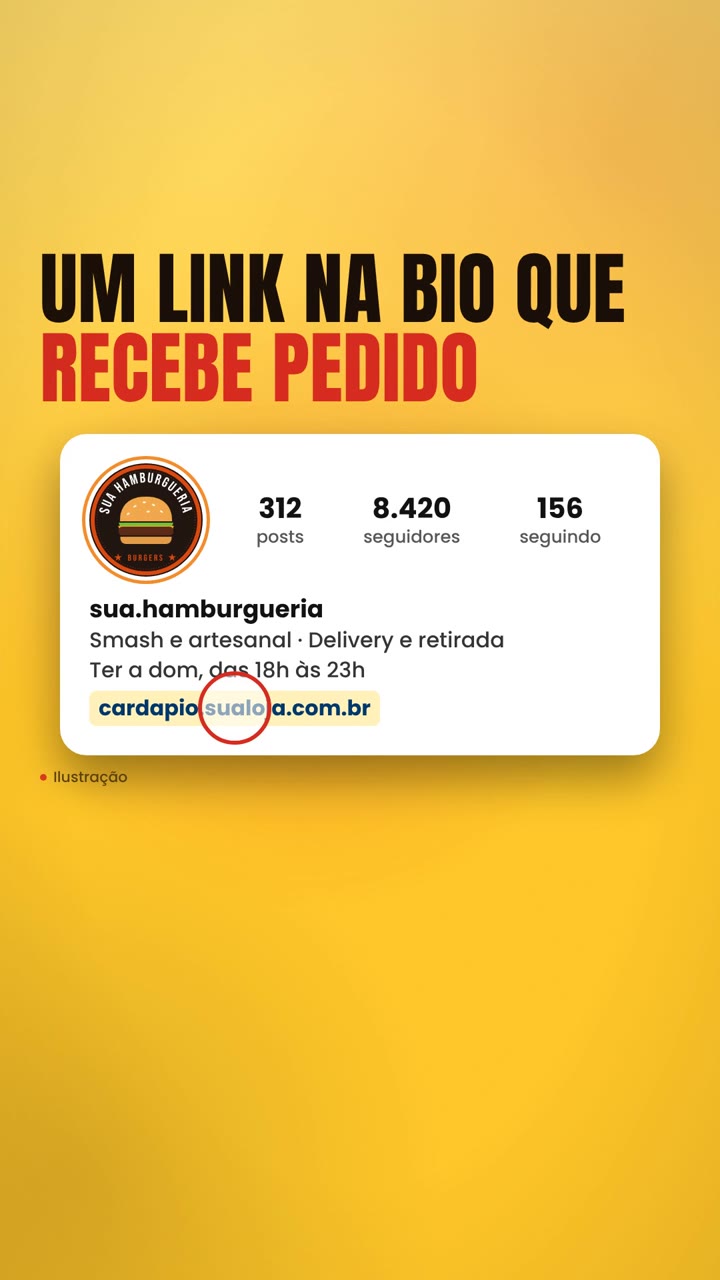 UM LINK NA BIO QUE
RECEBE PEDIDO
SUA HAMBURGUERIA
★ BURGERS ★
312
posts
8.420
seguidores
156
seguindo
sua.hamburgueria
Smash e artesanal · Delivery e retirada
Ter a dom, das 18h às 23h
cardapio.sualoja.com.br
Ilustração